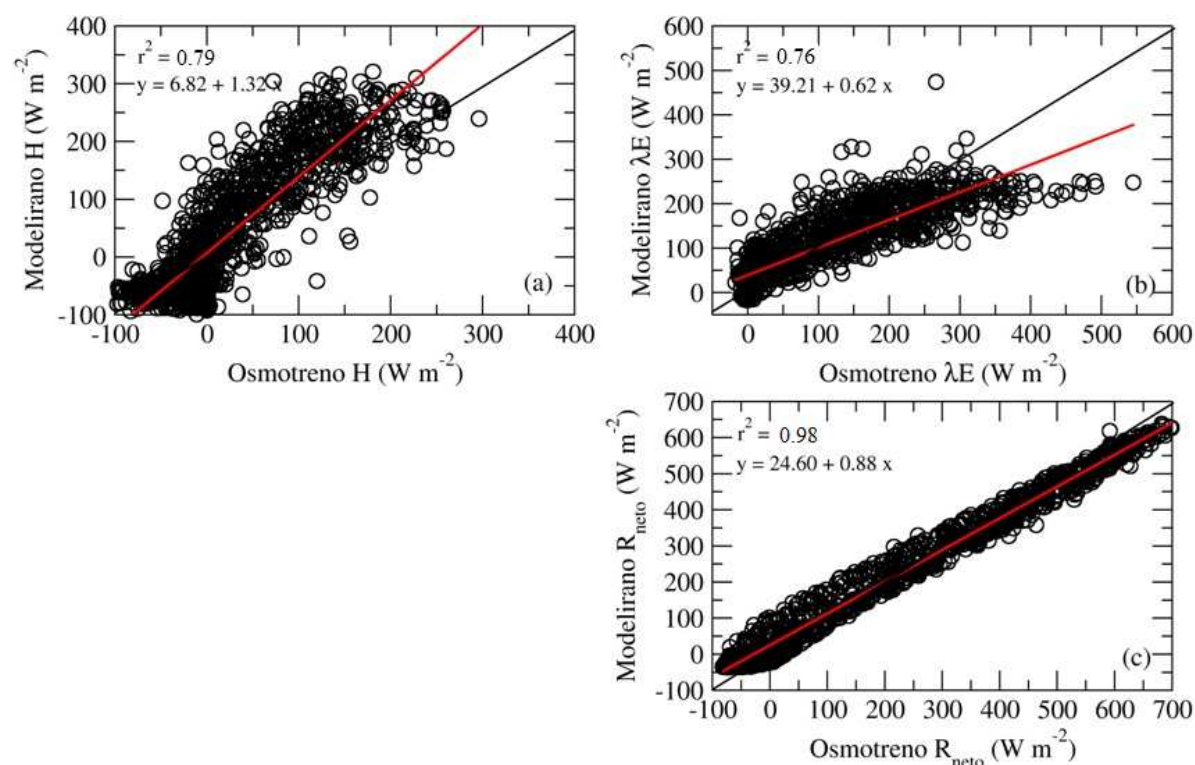 400
300
200
100
0
-100
Modelirano H (W m⁻²)
r² = 0.79
y = 6.82 + 1.32 x
(a)
-100 0 100 200 300 400
Osmotreno H (W m⁻²)
600
500
400
300
200
100
0
Modelirano λE (W m⁻²)
r² = 0.76
y = 39.21 + 0.62 x
(b)
0 100 200 300 400 500 600
Osmotreno λE (W m⁻²)
700
600
500
400
300
200
100
0
-100
Modelirano R_neto (W m⁻²)
r² = 0.98
y = 24.60 + 0.88 x
(c)
-100 0 100 200 300 400 500 600 700
Osmotreno R_neto (W m⁻²)